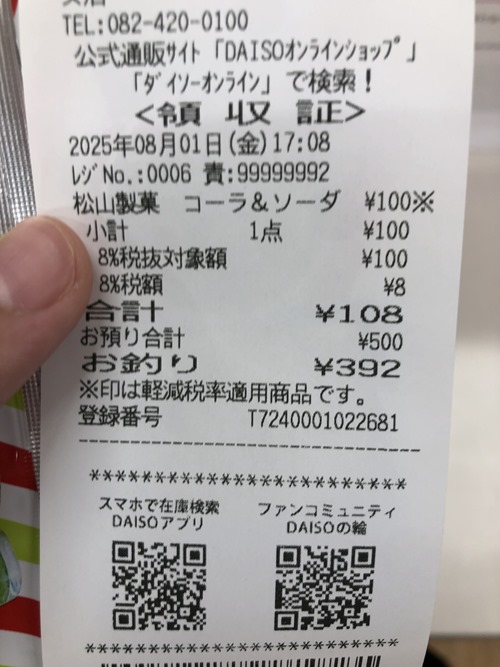 TEL:082-420-0100
公式通販サイト「DAISOオンラインショップ」
「ダイソーオンライン」で検索！
<領 収 証>
2025年08月01日(金)17:08
レジNo.:0006 責:99999992
松山製菓 コーラ&ソーダ ¥100※
小計 1点 ¥100
8%税抜対象額 ¥100
8%税額 ¥8
合計 ¥108
お預り合計 ¥500
お釣り ¥392
※印は軽減税率適用商品です。
登録番号 T7240001022681
スマホで在庫検索 ファンコミュニティ
DAISOアプリ DAISOの輪